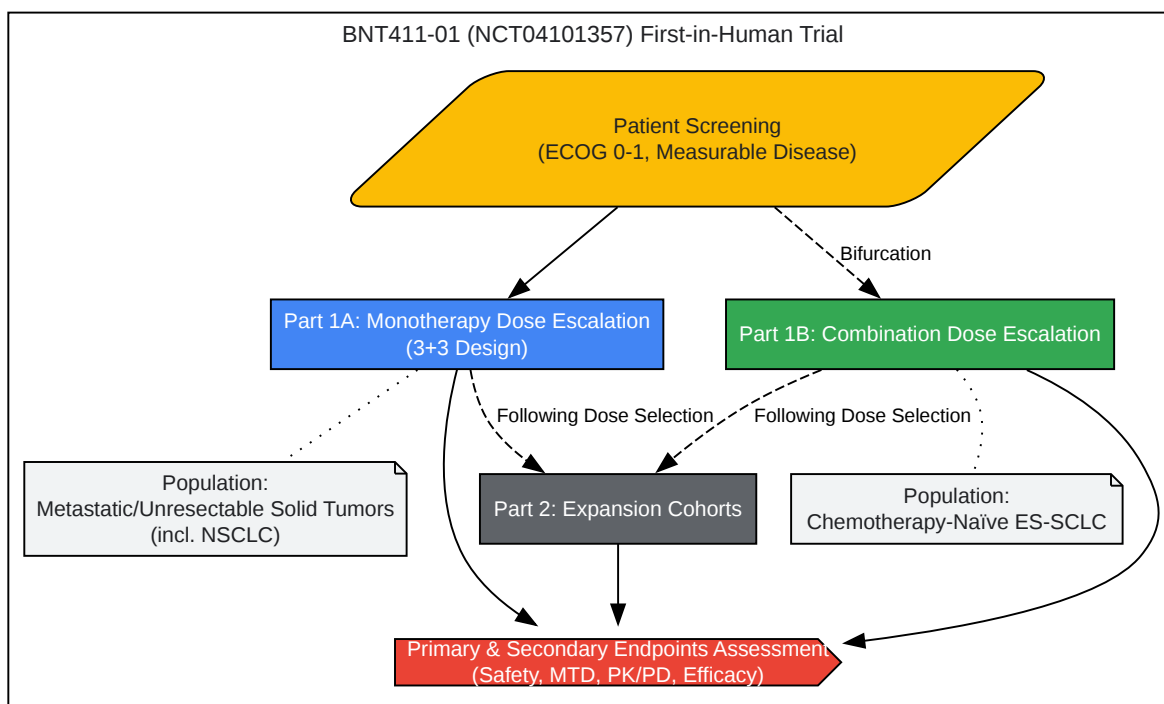 BNT411-01 (NCT04101357) First-in-Human Trial
Patient Screening
(ECOG 0-1, Measurable Disease)
Bifurcation
Part 1A: Monotherapy Dose Escalation
(3+3 Design)
Part 1B: Combination Dose Escalation
Following Dose Selection
Following Dose Selection
Population:
Metastatic/Unresectable Solid Tumors
(incl. NSCLC)
Part 2: Expansion Cohorts
Population:
Chemotherapy-Naïve ES-SCLC
Primary & Secondary Endpoints Assessment
(Safety, MTD, PK/PD, Efficacy)